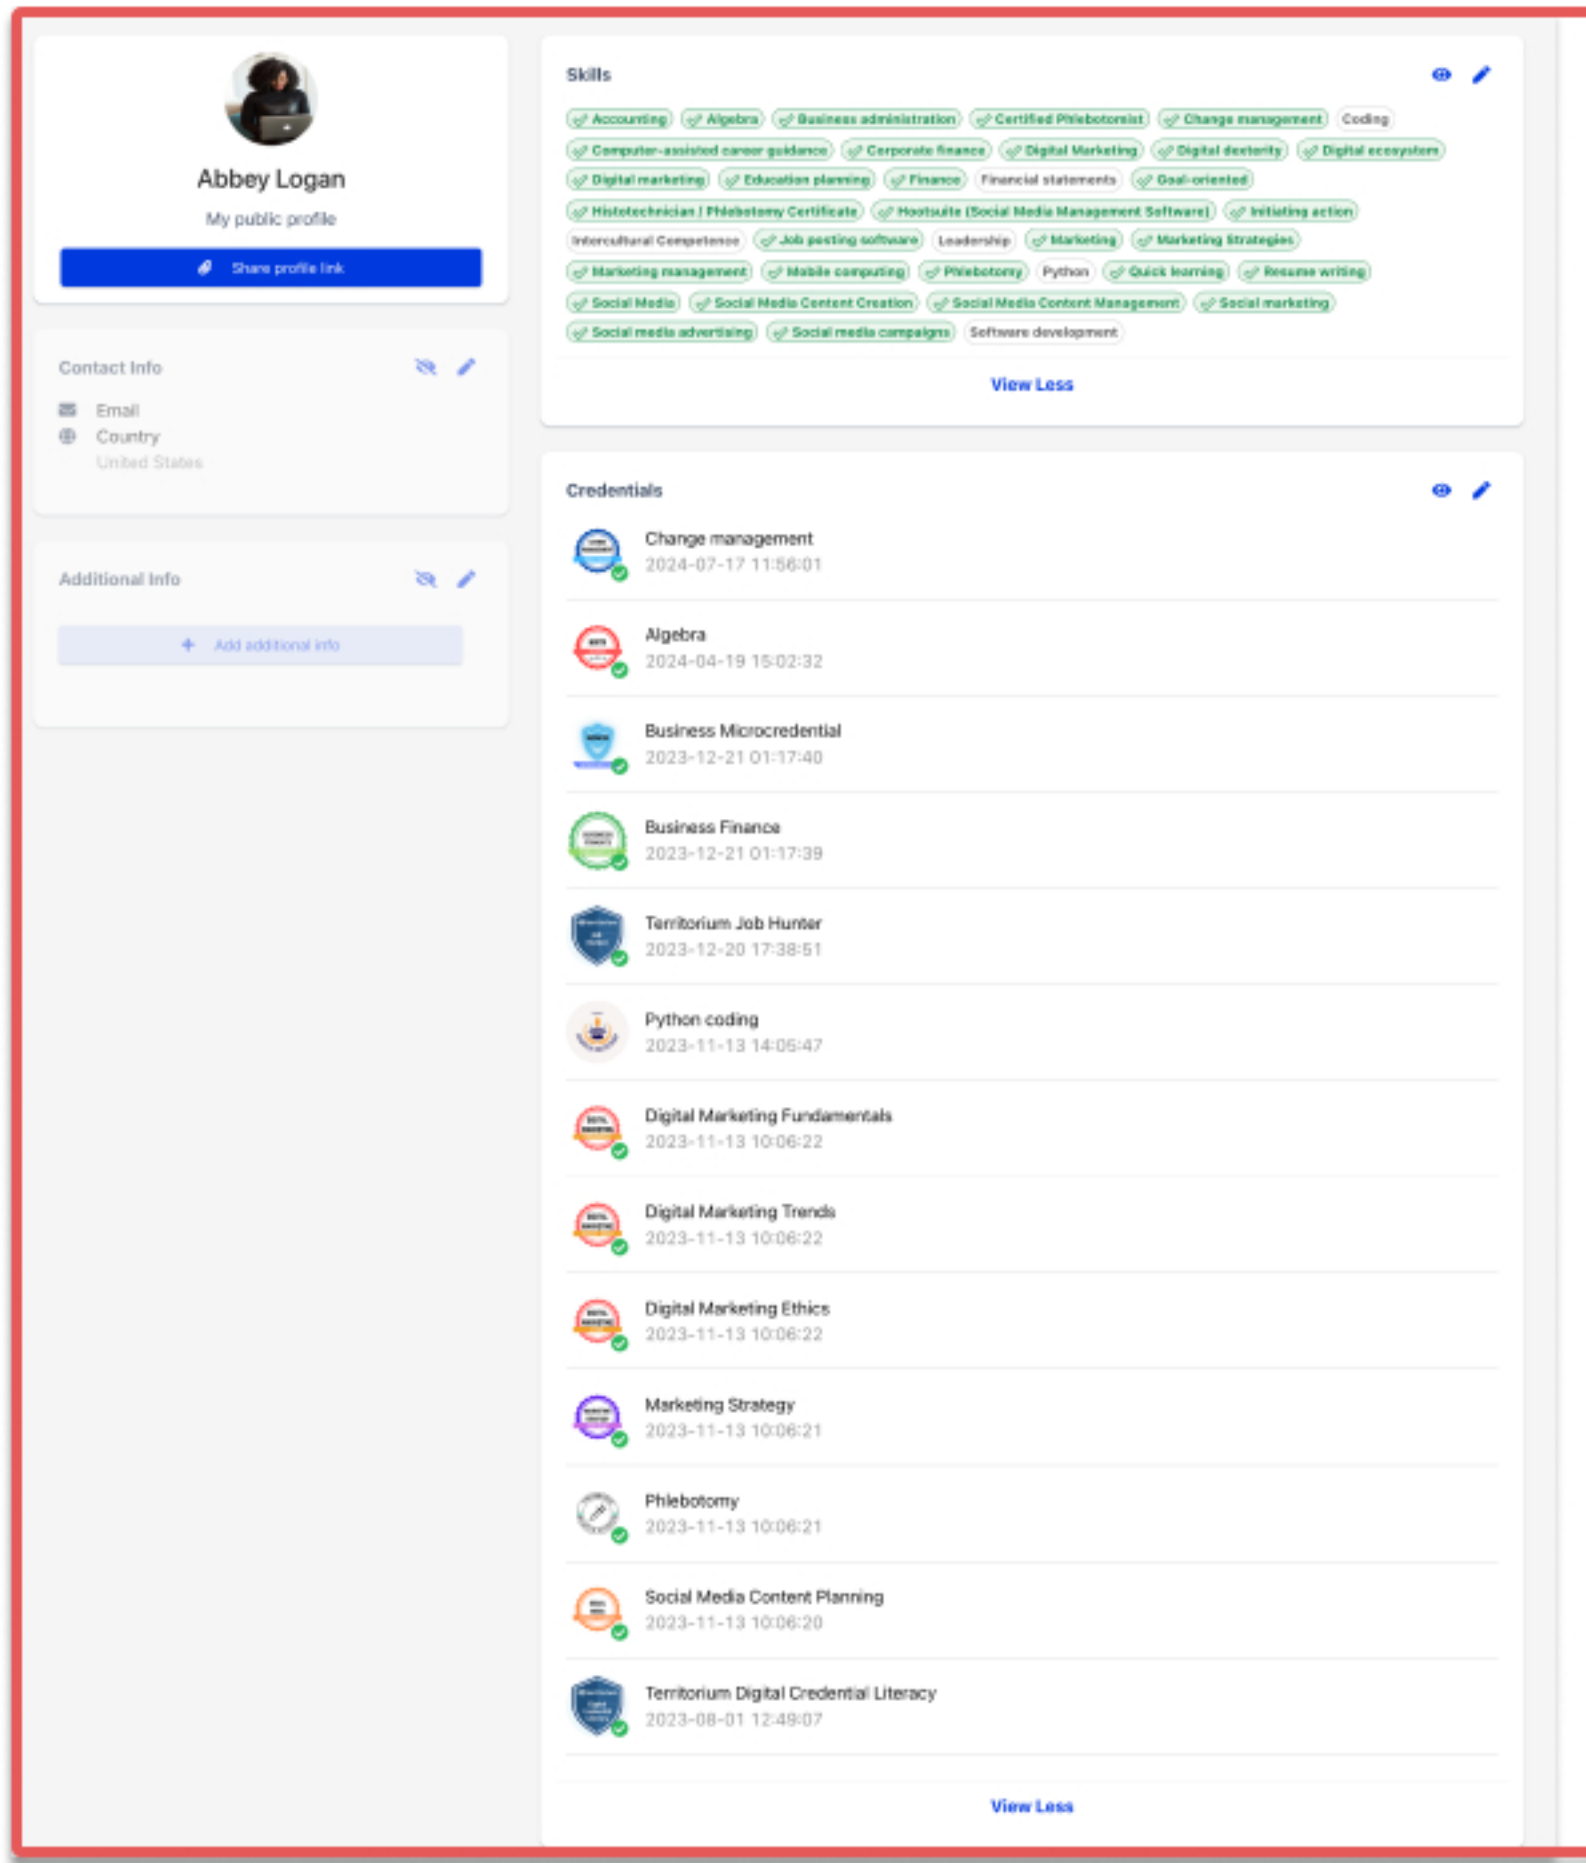 Abbey Logan
My public profile
Share profile link
Contact Info
Email
Country
United States
Additional Info
Add additional info
Skills
Accounting Algebra Business administration Certified Phlebotomist Change management Coding
Computer-assisted career guidance Corporate finance Digital Marketing Digital dexterity Digital ecosystem
Digital marketing Education planning Finance Financial statements Goal-oriented
Histotechnician / Phlebotomy Certificate Hootsuite (Social Media Management Software) Initiating action
Intercultural Competence Job posting software Leadership Marketing Marketing Strategies
Marketing management Mobile computing Phlebotomy Python Quick learning Resume writing
Social Media Social Media Content Creation Social Media Content Management Social marketing
Social media advertising Social media campaigns Software development
View Less
Credentials
Change management
2024-07-17 11:56:01
Algebra
2024-04-19 15:02:32
Business Microcredential
2023-12-21 01:17:40
Business Finance
2023-12-21 01:17:39
Territorium Job Hunter
2023-12-20 17:38:51
Python coding
2023-11-13 14:05:47
Digital Marketing Fundamentals
2023-11-13 10:06:22
Digital Marketing Trends
2023-11-13 10:06:22
Digital Marketing Ethics
2023-11-13 10:06:22
Marketing Strategy
2023-11-13 10:06:21
Phlebotomy
2023-11-13 10:06:21
Social Media Content Planning
2023-11-13 10:06:20
Territorium Digital Credential Literacy
2023-08-01 12:49:07
View Less